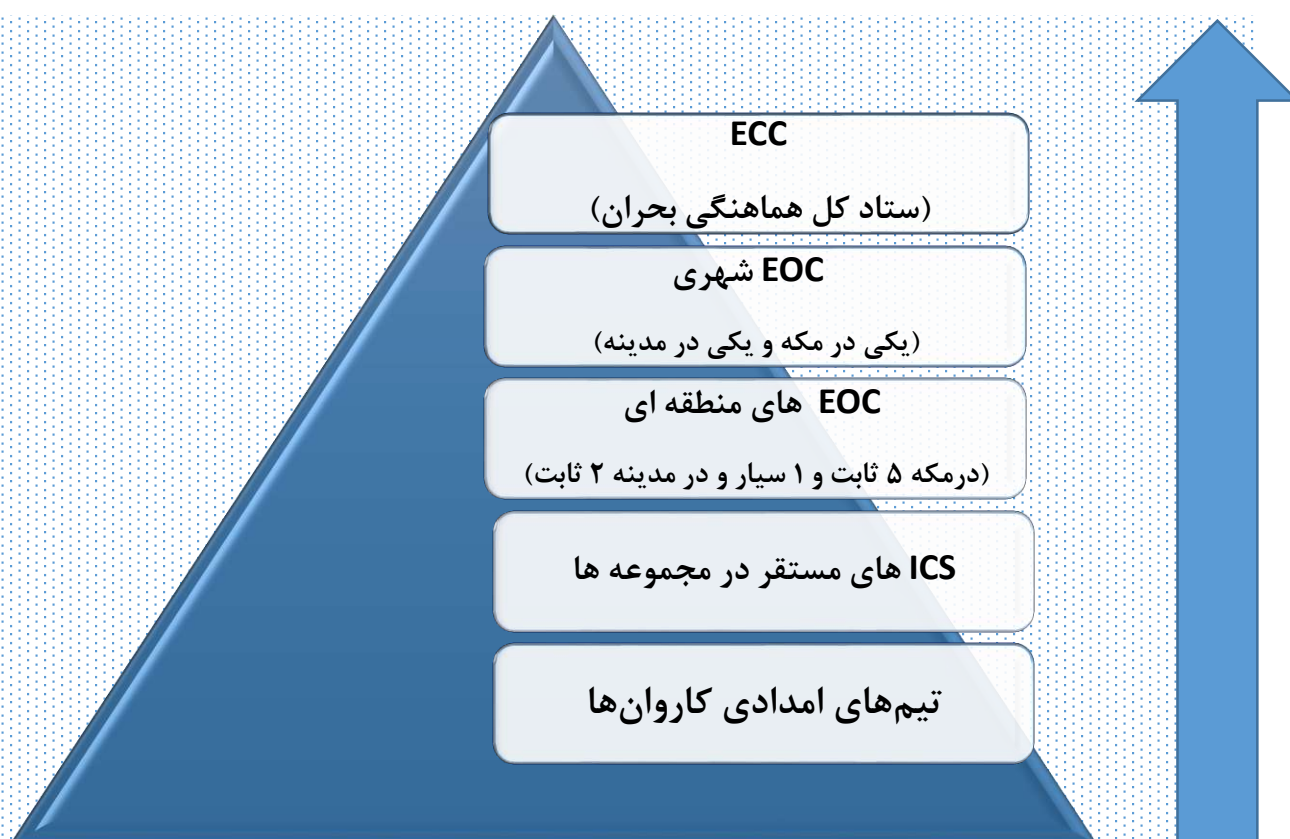 ECC
(ستاد کل هماهنگی بحران)
EOC شهری
(یکی در مکه و یکی در مدینه)
EOC های منطقه ای
(درمکه ۵ ثابت و ۱ سیار و در مدینه ۲ ثابت)
ICS های مستقر در مجموعه ها
تیم‌های امدادی کاروان‌ها